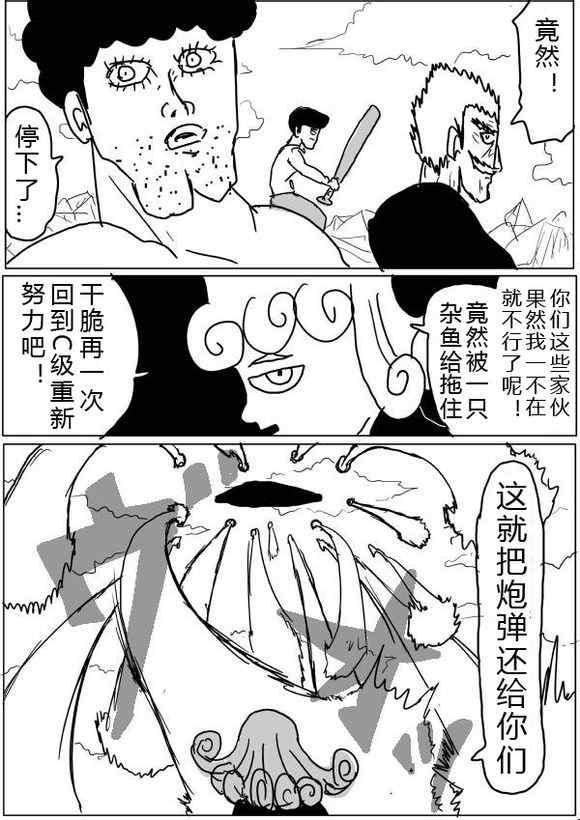 竟然！
停下了…
你们这些家伙
果然我一不在
就不行了呢！
竟然被一只
杂鱼给拖住
干脆再一次
回到C级重新
努力吧！
这就把炮弹还给你们